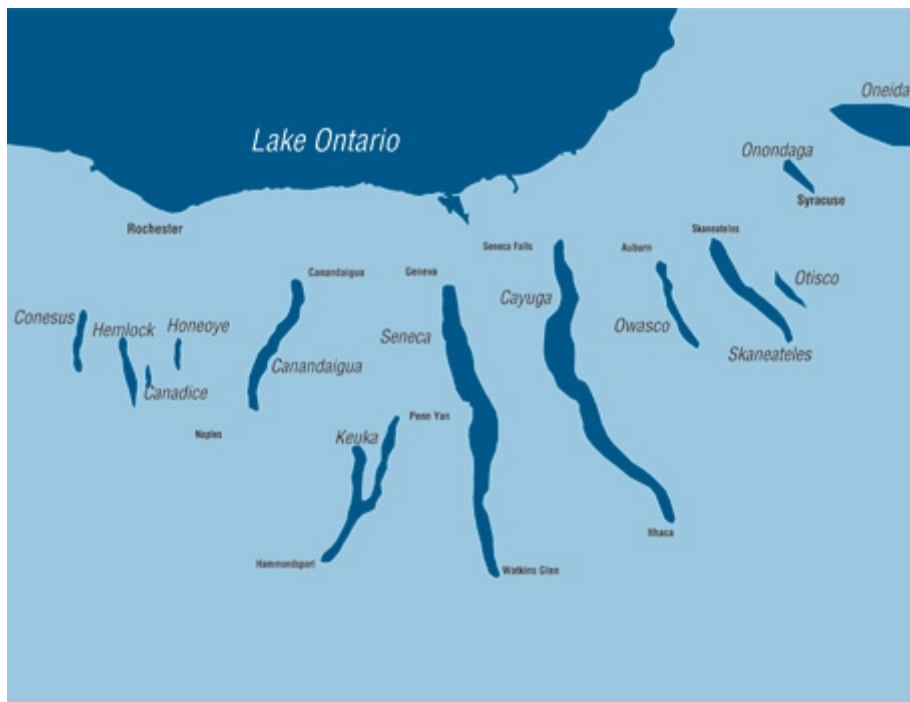 Oneida
Lake Ontario
Onondaga
Syracuse
Rochester
Skaneateles
Seneca Falls
Auburn
Canandaigua
Geneva
Otisco
Cayuga
Conesus
Hemlock
Honeoye
Owasco
Seneca
Skaneateles
Canandaigua
Canadice
Penn Yan
Naples
Keuka
Ithaca
Hammondsport
Watkins Glen